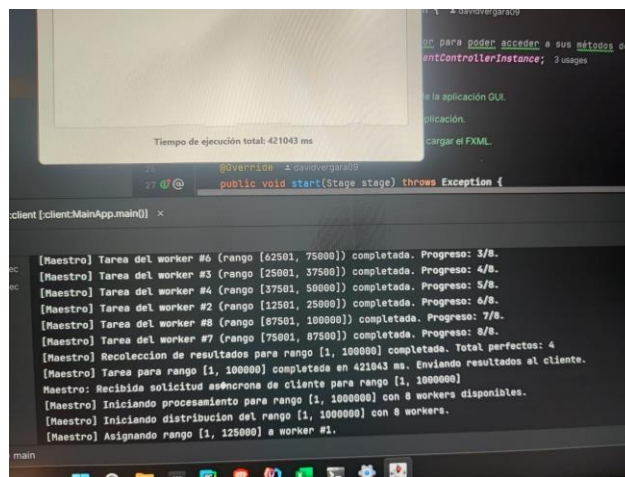 { davidvergara09
or para poder acceder a sus métodos d
entControllerInstance; 3 usages
e la aplicación GUI.
plicación.
cargar el FXML.
Tiempo de ejecución total: 421043 ms
26 @Override davidvergara09
27 public void start(Stage stage) throws Exception {
:client [:client:MainApp.main()] ×
[Maestro] Tarea del worker #6 (rango [62501, 75000]) completada. Progreso: 3/8.
[Maestro] Tarea del worker #3 (rango [25001, 37500]) completada. Progreso: 4/8.
[Maestro] Tarea del worker #4 (rango [37501, 50000]) completada. Progreso: 5/8.
[Maestro] Tarea del worker #2 (rango [12501, 25000]) completada. Progreso: 6/8.
[Maestro] Tarea del worker #8 (rango [87501, 100000]) completada. Progreso: 7/8.
[Maestro] Tarea del worker #7 (rango [75001, 87500]) completada. Progreso: 8/8.
[Maestro] Recoleccion de resultados para rango [1, 100000] completada. Total perfectos: 4
[Maestro] Tarea para rango [1, 100000] completada en 421043 ms. Enviando resultados al cliente.
Maestro: Recibida solicitud as�ncrona de cliente para rango [1, 1000000]
[Maestro] Iniciando procesamiento para rango [1, 1000000] con 8 workers disponibles.
[Maestro] Iniciando distribucion del rango [1, 1000000] con 8 workers.
[Maestro] Asignando rango [1, 125000] a worker #1.
ec
ec
main